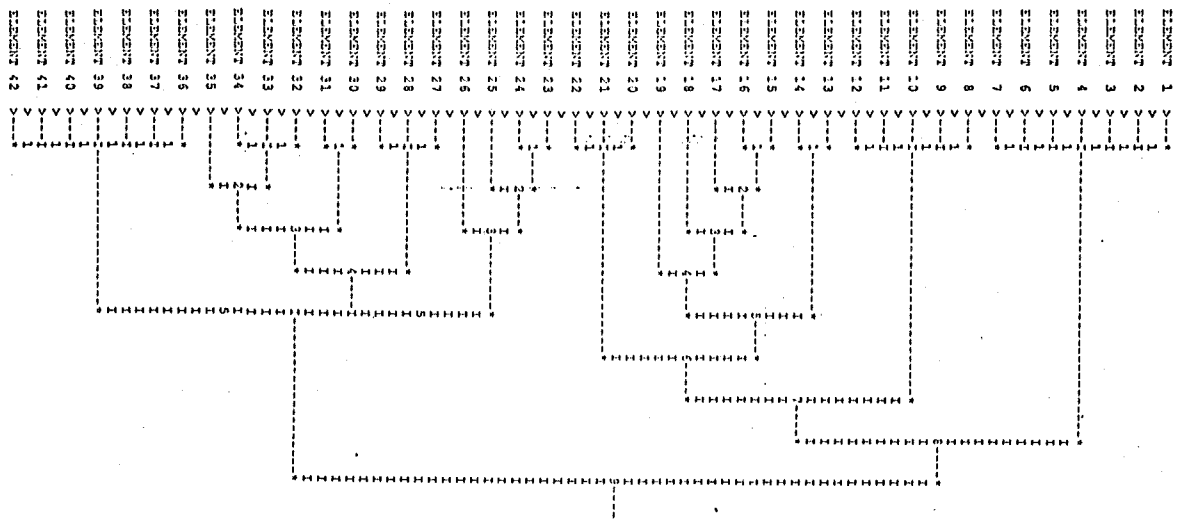 ELEMENT 1
ELEMENT 2
ELEMENT 3
ELEMENT 4
ELEMENT 5
ELEMENT 6
ELEMENT 7
ELEMENT 8
ELEMENT 9
ELEMENT 10
ELEMENT 11
ELEMENT 12
ELEMENT 13
ELEMENT 14
ELEMENT 15
ELEMENT 16
ELEMENT 17
ELEMENT 18
ELEMENT 19
ELEMENT 20
ELEMENT 21
ELEMENT 22
ELEMENT 23
ELEMENT 24
ELEMENT 25
ELEMENT 26
ELEMENT 27
ELEMENT 28
ELEMENT 29
ELEMENT 30
ELEMENT 31
ELEMENT 32
ELEMENT 33
ELEMENT 34
ELEMENT 35
ELEMENT 36
ELEMENT 37
ELEMENT 38
ELEMENT 39
ELEMENT 40
ELEMENT 41
ELEMENT 42